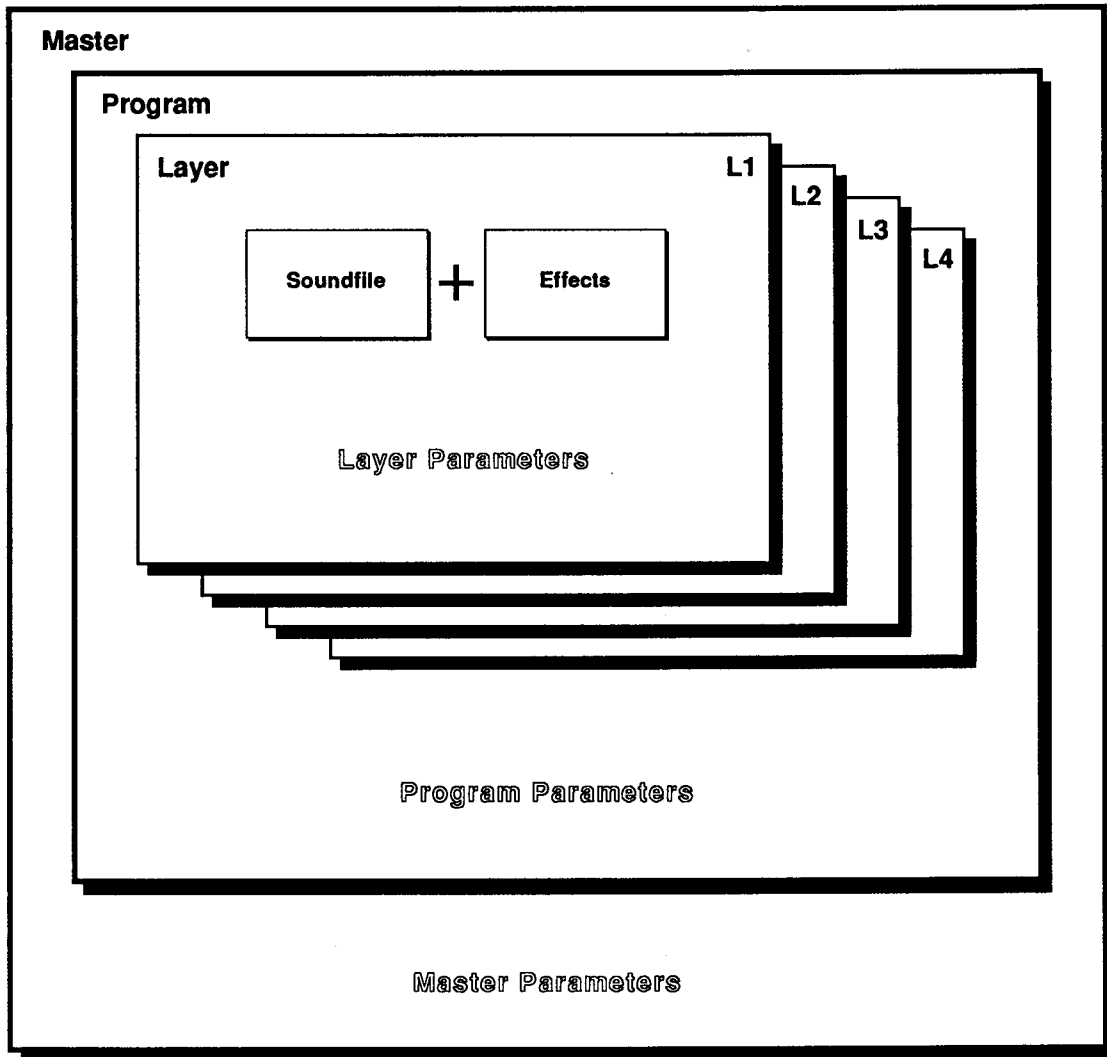 Master
Program
Layer
L1
L2
L3
L4
Soundfile + Effects
Layer Parameters
Program Parameters
Master Parameters